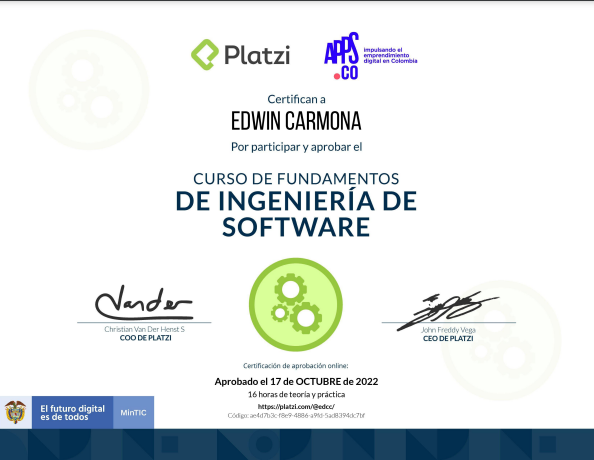 Platzi
APPS
.CO
Impulsando el
emprendimiento
digital en Colombia
Certifican a
EDWIN CARMONA
Por participar y aprobar el
CURSO DE FUNDAMENTOS
DE INGENIERÍA DE
SOFTWARE
Christian Van Der Henst S
COO DE PLATZI
John Freddy Vega
CEO DE PLATZI
Certificación de aprobación online:
Aprobado el 17 de OCTUBRE de 2022
16 horas de teoría y práctica
https://platzi.com/@edcc/
Código: ae4d7b3c-f8e9-4886-a9fd-5ad8394dc7bf
El futuro digital
es de todos
MinTIC